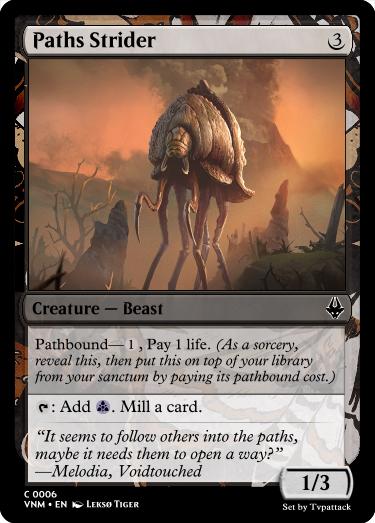 Paths Strider 3
Creature — Beast
Pathbound— 1 , Pay 1 life. (As a sorcery,
reveal this, then put this on top of your library
from your sanctum by paying its pathbound cost.)
: Add . Mill a card.
“It seems to follow others into the paths,
maybe it needs them to open a way?”
—Melodia, Voidtouched
1/3
C 0006
VNM • EN Leksø Tiger
Set by Tvpattack